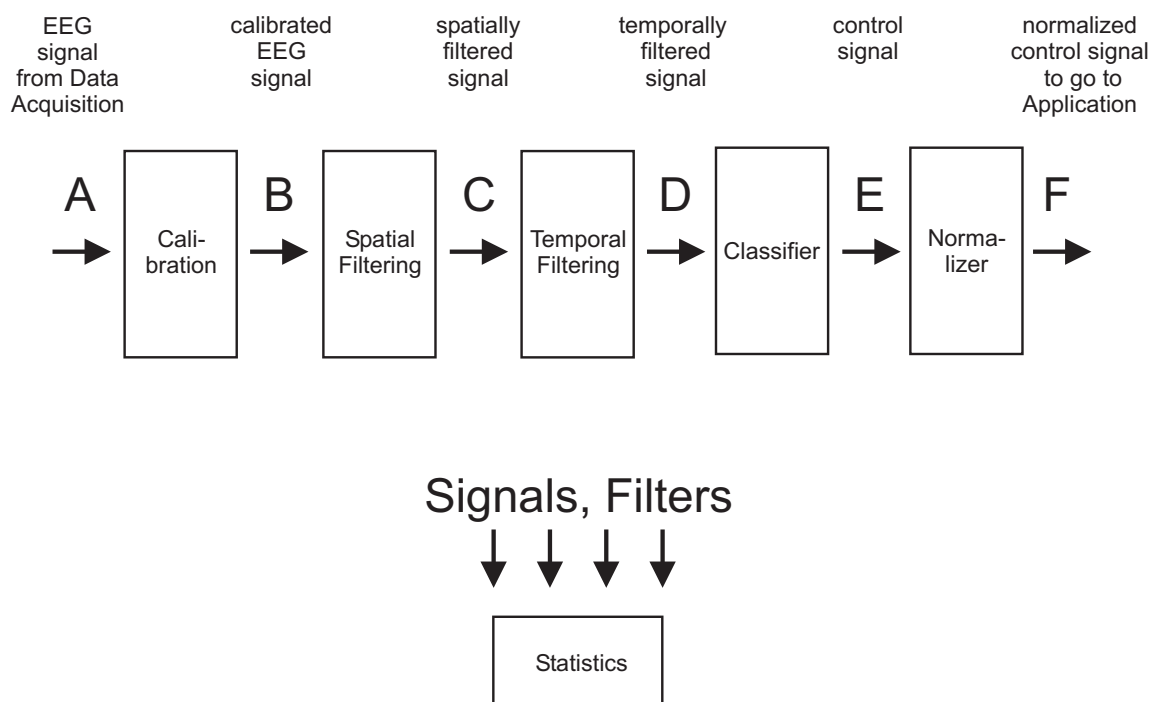 EEG
signal
from Data
Acquisition
calibrated
EEG
signal
spatially
filtered
signal
temporally
filtered
signal
control
signal
normalized
control signal
to go to
Application
A
B
C
D
E
F
Cali-
bration
Spatial
Filtering
Temporal
Filtering
Classifier
Norma-
lizer
Signals, Filters
Statistics